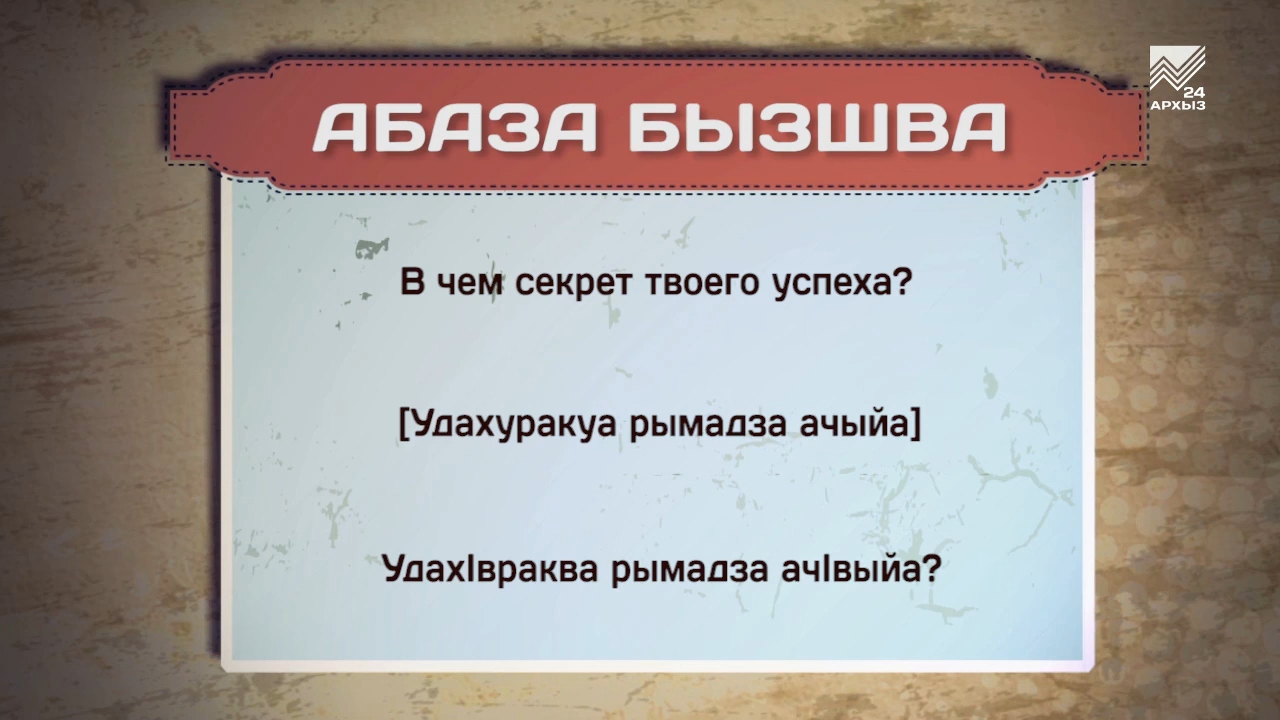 АБАЗА БЫЗШВА
24
АРХЫЗ
В чем секрет твоего успеха?
[Удахуракуа рымадза ачыйа]
УдахIвраква рымадза ачIвыйа?